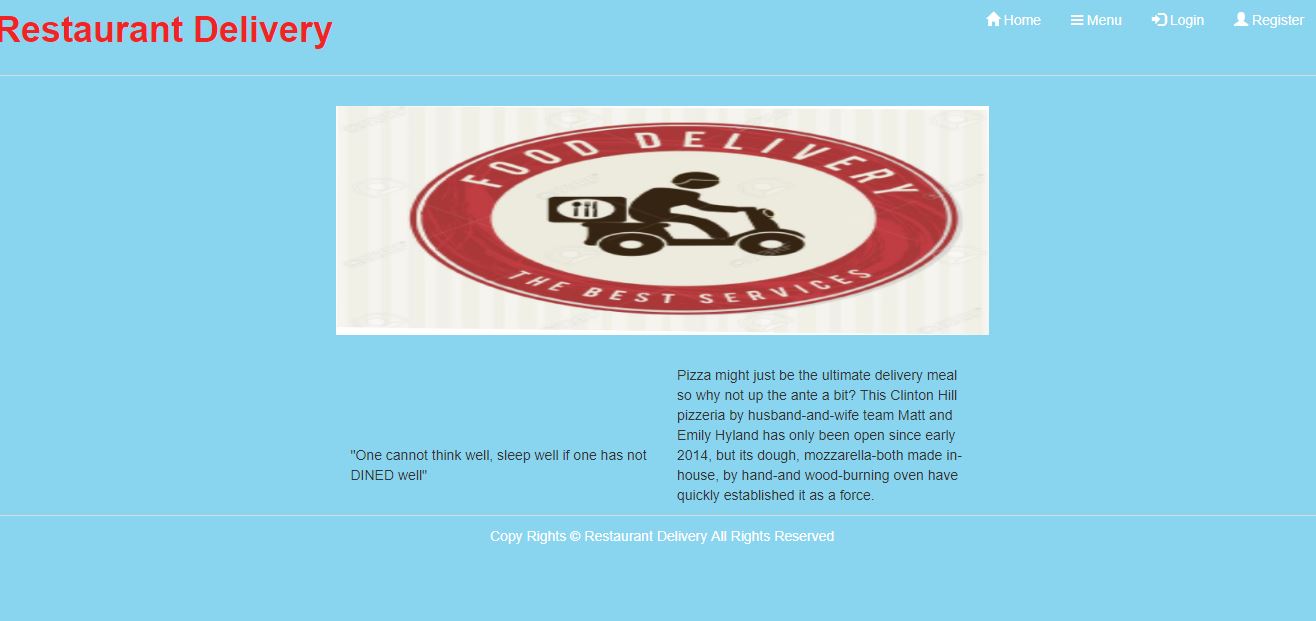 Restaurant Delivery
Home
Menu
Login
Register
FOOD DELIVERY
THE BEST SERVICES
"One cannot think well, sleep well if one has not
DINED well"
Pizza might just be the ultimate delivery meal
so why not up the ante a bit? This Clinton Hill
pizzeria by husband-and-wife team Matt and
Emily Hyland has only been open since early
2014, but its dough, mozzarella-both made in-
house, by hand-and wood-burning oven have
quickly established it as a force.
Copy Rights © Restaurant Delivery All Rights Reserved